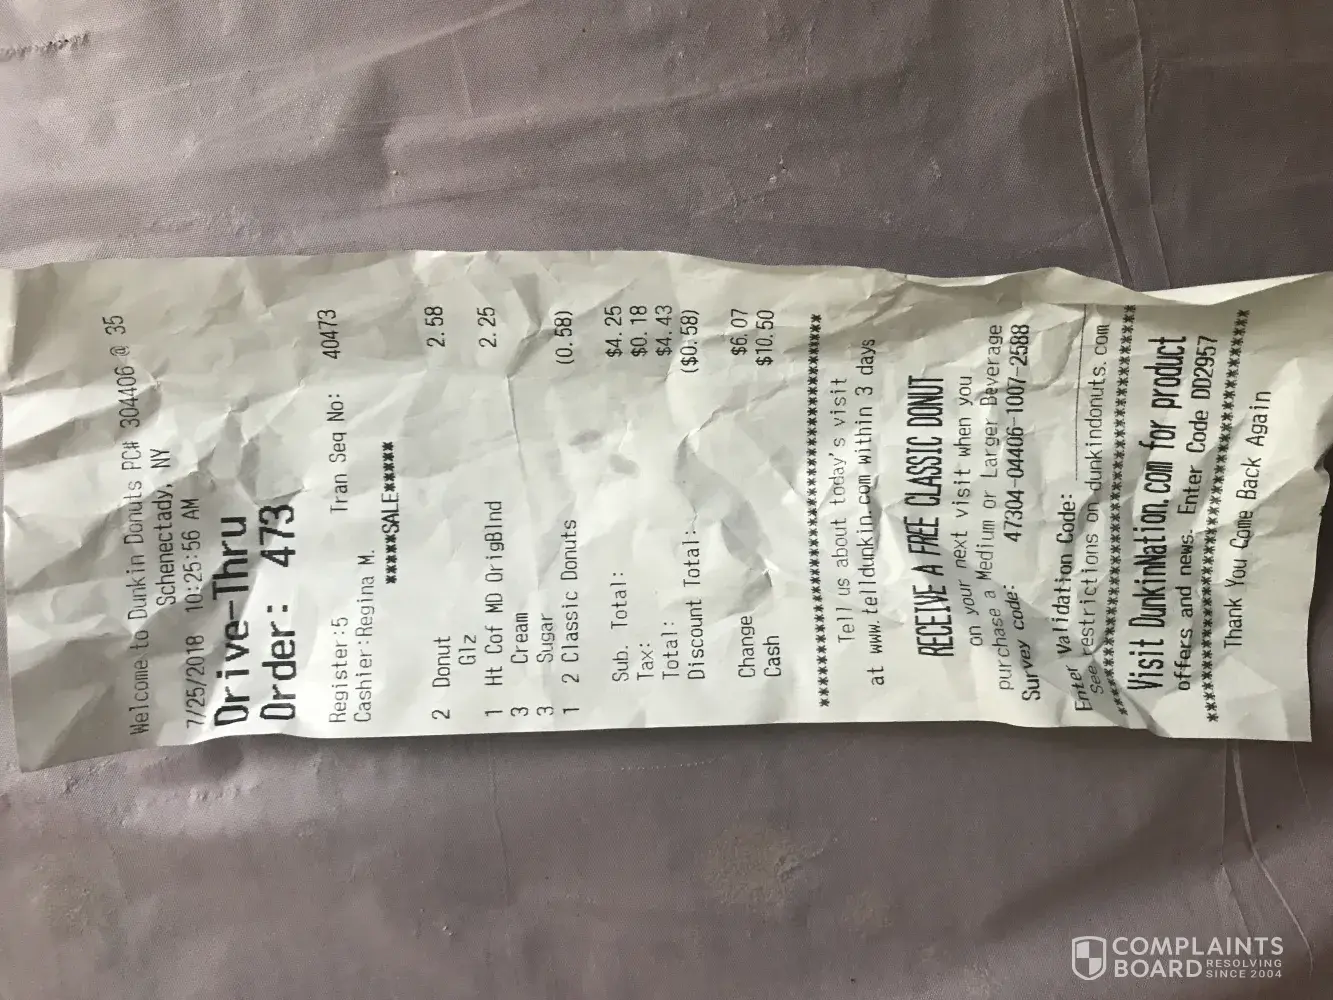 Welcome to Dunkin Donuts PC# 304406 @ 35
Schenectady, NY
7/25/2018 10:25:56 AM
Drive-Thru
Order: 473
Register:5 Tran Seq No: 40473
Cashier:Regina M.
*****SALE*****
2 Donut 2.58
Glz
1 Ht Cof MD OrigBlnd 2.25
3 Cream
3 Sugar
1 2 Classic Donuts (0.58)
Sub. Total: $4.25
Tax: $0.18
Total: $4.43
Discount Total: ($0.58)
Change $6.07
Cash $10.50
****************************************
Tell us about today's visit
at www.telldunkin.com within 3 days
RECEIVE A FREE CLASSIC DONUT
on your next visit when you
purchase a Medium or Larger Beverage
Survey code: 47304-04406-1007-2588
Enter Validation Code:
See restrictions on dunkindonuts.com
****************************************
Visit DunkinNation.com for product
offers and news. Enter Code DD2957
****************************************
Thank You Come Back Again
COMPLAINTS
BOARD RESOLVING
SINCE 2004